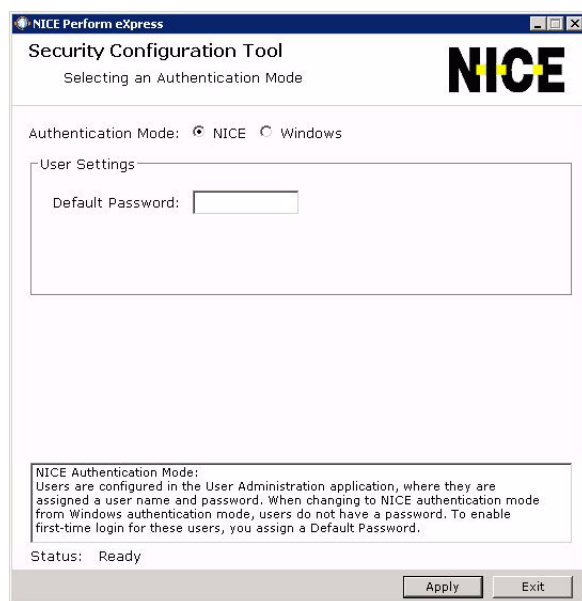 NICE Perform eXpress
Security Configuration Tool
Selecting an Authentication Mode
NICE
Authentication Mode: NICE Windows
User Settings
Default Password:
NICE Authentication Mode:
Users are configured in the User Administration application, where they are
assigned a user name and password. When changing to NICE authentication mode
from Windows authentication mode, users do not have a password. To enable
first-time login for these users, you assign a Default Password.
Status: Ready
Apply Exit